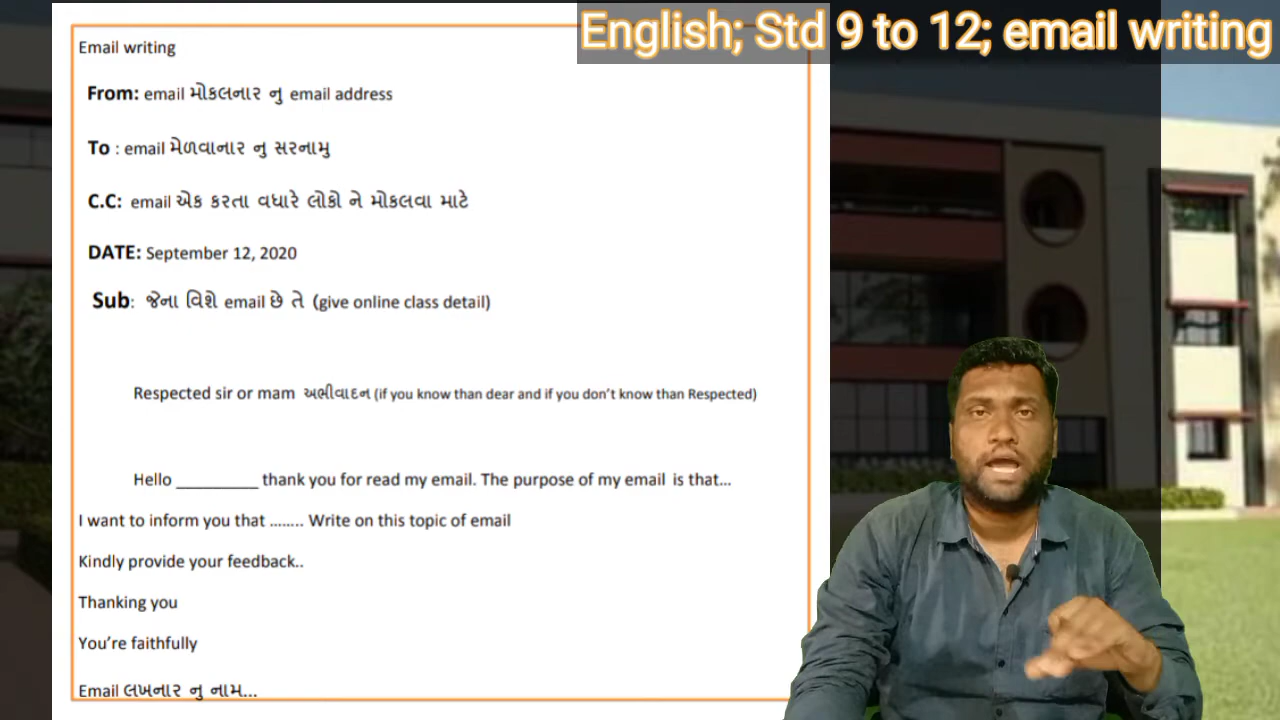 English; Std 9 to 12; email writing
Email writing
From: email મોકલનાર નુ email address
To : email મેળવાનાર નુ સરનામુ
C.C: email એક કરતા વધારે લોકો ને મોકલવા માટે
DATE: September 12, 2020
Sub: જેના વિશે email છે તે (give online class detail)
Respected sir or mam અભીવાદન (if you know than dear and if you don't know than Respected)
Hello __________ thank you for read my email. The purpose of my email is that...
I want to inform you that ........ Write on this topic of email
Kindly provide your feedback..
Thanking you
You're faithfully
Email લખનાર નુ નામ...